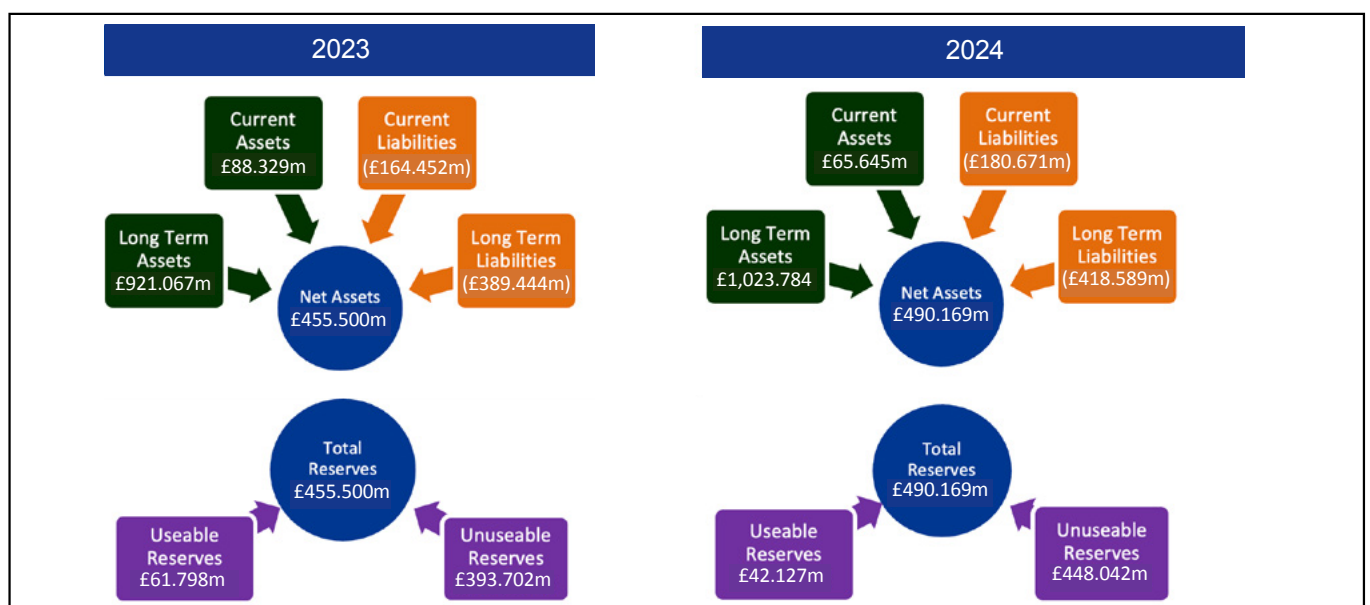 2023
Current
Assets
£88.329m
Current
Liabilities
(£164.452m)
Long Term
Assets
£921.067m
Long Term
Liabilities
(£389.444m)
Net Assets
£455.500m
Total
Reserves
£455.500m
Useable
Reserves
£61.798m
Unuseable
Reserves
£393.702m
2024
Current
Assets
£65.645m
Current
Liabilities
(£180.671m)
Long Term
Assets
£1,023.784
Long Term
Liabilities
(£418.589m)
Net Assets
£490.169m
Total
Reserves
£490.169m
Useable
Reserves
£42.127m
Unuseable
Reserves
£448.042m